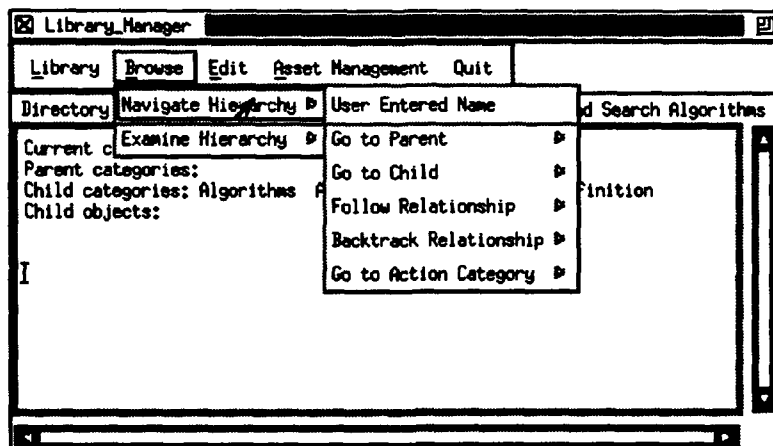 Library_Manager
Library Browse Edit Asset Management Quit
Directory Navigate Hierarchy User Entered Name d Search Algorithms
Current c Examine Hierarchy Go to Parent
Parent categories:
Go to Child
Child categories: Algorithms finition
Child objects:
Follow Relationship
Backtrack Relationship
Go to Action Category